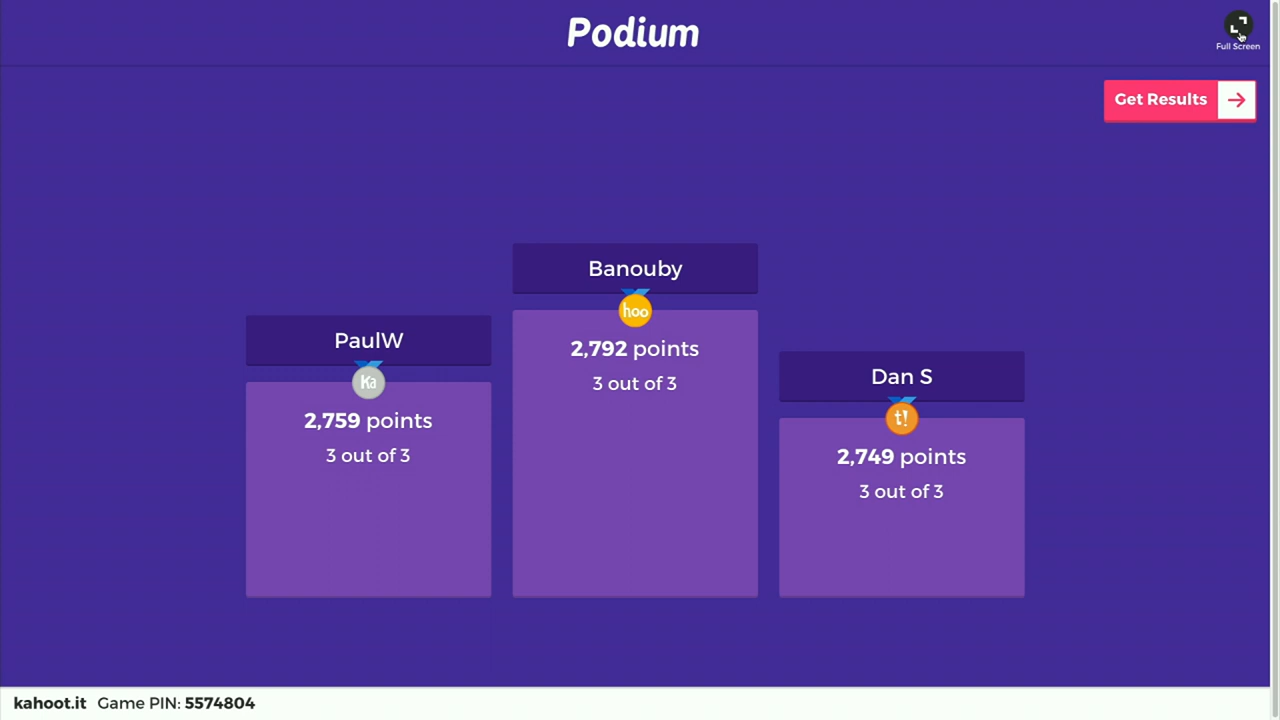 Podium
Full Screen
Get Results
Banouby
hoo
2,792 points
3 out of 3
PaulW
Ka
2,759 points
3 out of 3
Dan S
t!
2,749 points
3 out of 3
kahoot.it Game PIN: 5574804